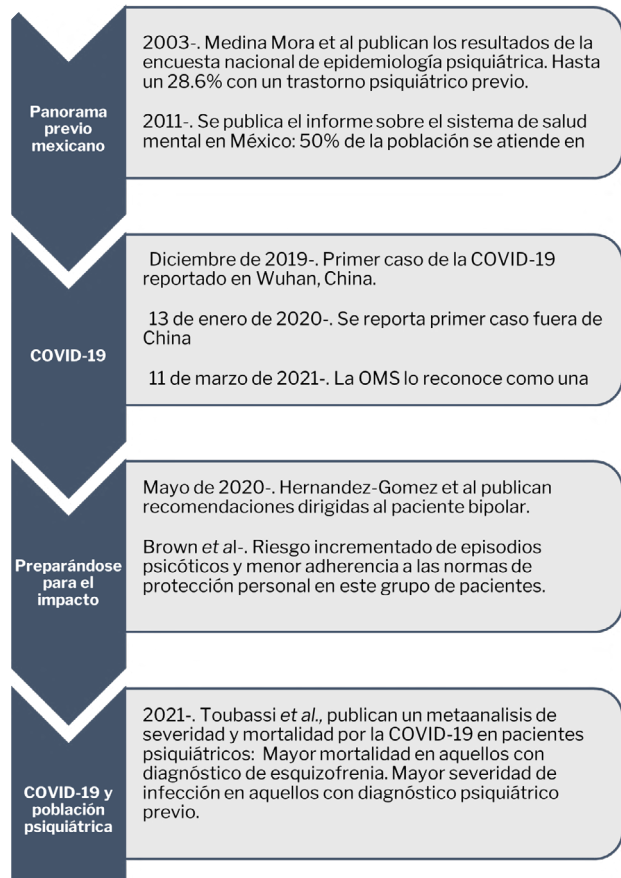 Panorama
previo
mexicano
2003-. Medina Mora et al publican los resultados de la
encuesta nacional de epidemiología psiquiátrica. Hasta
un 28.6% con un trastorno psiquiátrico previo.
2011-. Se publica el informe sobre el sistema de salud
mental en México: 50% de la población se atiende en
COVID-19
Diciembre de 2019-. Primer caso de la COVID-19
reportado en Wuhan, China.
13 de enero de 2020-. Se reporta primer caso fuera de
China
11 de marzo de 2021-. La OMS lo reconoce como una
Preparándose
para el
impacto
Mayo de 2020-. Hernandez-Gomez et al publican
recomendaciones dirigidas al paciente bipolar.
Brown et al-. Riesgo incrementado de episodios
psicóticos y menor adherencia a las normas de
protección personal en este grupo de pacientes.
COVID-19 y
población
psiquiátrica
2021-. Toubassi et al., publican un metaanalisis de
severidad y mortalidad por la COVID-19 en pacientes
psiquiátricos: Mayor mortalidad en aquellos con
diagnóstico de esquizofrenia. Mayor severidad de
infección en aquellos con diagnóstico psiquiátrico
previo.